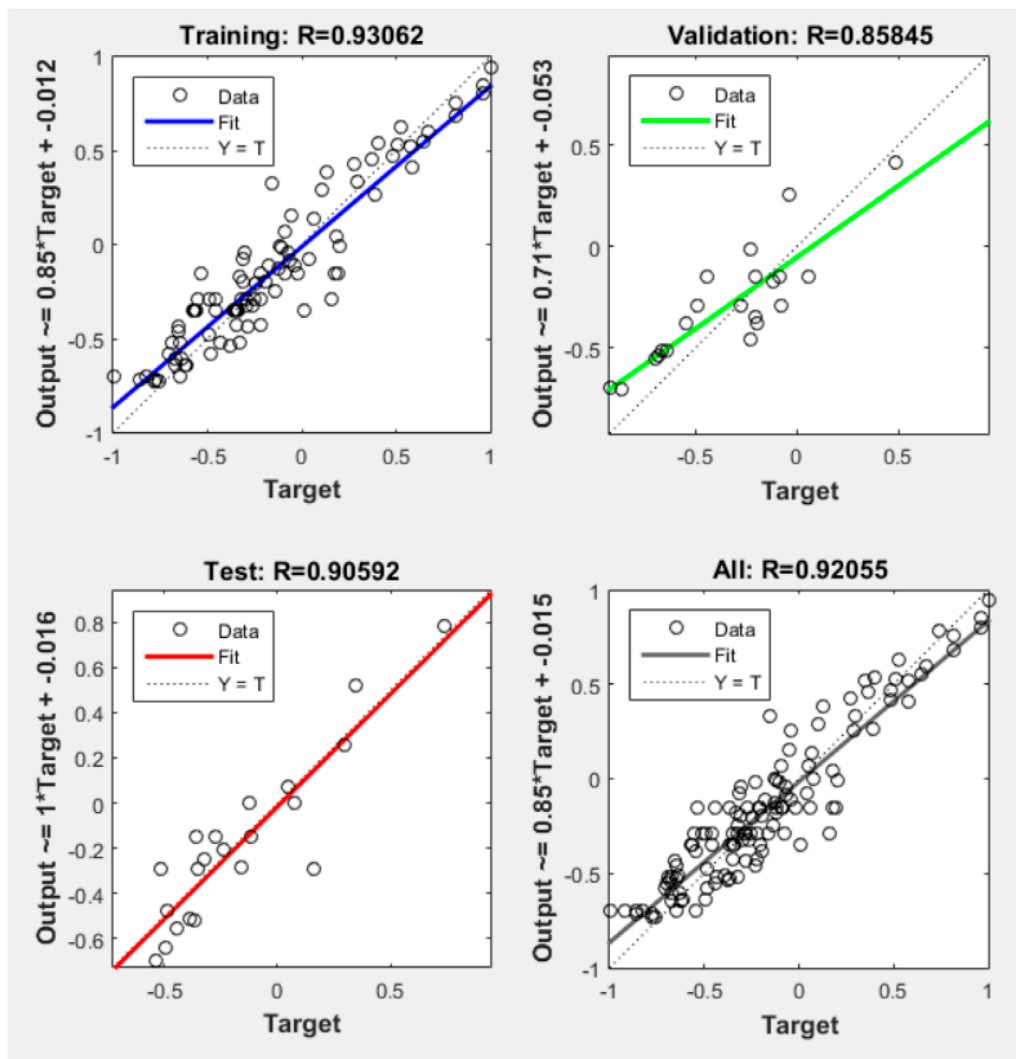 Training: R=0.93062
Output ~= 0.85*Target + -0.012
1
0.5
0
-0.5
-1
Data
Fit
Y = T
-1
-0.5
0
0.5
1
Target
Validation: R=0.85845
Output ~= 0.71*Target + -0.053
0.5
0
-0.5
Data
Fit
Y = T
-0.5
0
0.5
Target
Test: R=0.90592
Output ~= 1*Target + -0.016
0.8
0.6
0.4
0.2
0
-0.2
-0.4
-0.6
Data
Fit
Y = T
-0.5
0
0.5
Target
All: R=0.92055
Output ~= 0.85*Target + -0.015
1
0.5
0
-0.5
-1
Data
Fit
Y = T
-1
-0.5
0
0.5
1
Target